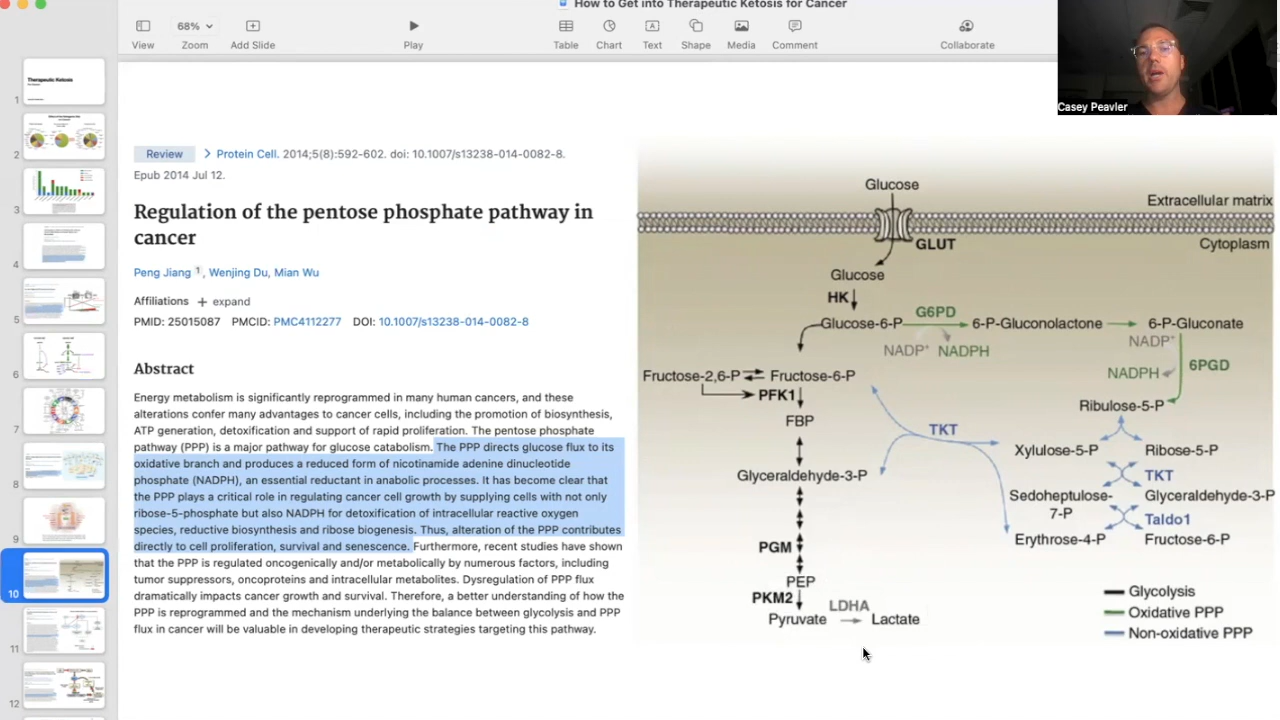 How to Get into Therapeutic Ketosis for Cancer
68%
View
Zoom
Add Slide
Play
Table
Chart
Text
Shape
Media
Comment
Collaborate
Casey Peavler
Therapeutic Ketosis
1
2
3
4
5
6
7
8
9
10
11
12
Review
Protein Cell. 2014;5(8):592-602. doi: 10.1007/s13238-014-0082-8.
Epub 2014 Jul 12.
Regulation of the pentose phosphate pathway in
cancer
Peng Jiang 1, Wenjing Du, Mian Wu
Affiliations + expand
PMID: 25015087 PMCID: PMC4112277 DOI: 10.1007/s13238-014-0082-8
Abstract
Energy metabolism is significantly reprogrammed in many human cancers, and these
alterations confer many advantages to cancer cells, including the promotion of biosynthesis,
ATP generation, detoxification and support of rapid proliferation. The pentose phosphate
pathway (PPP) is a major pathway for glucose catabolism. The PPP directs glucose flux to its
oxidative branch and produces a reduced form of nicotinamide adenine dinucleotide
phosphate (NADPH), an essential reductant in anabolic processes. It has become clear that
the PPP plays a critical role in regulating cancer cell growth by supplying cells with not only
ribose-5-phosphate but also NADPH for detoxification of intracellular reactive oxygen
species, reductive biosynthesis and ribose biogenesis. Thus, alteration of the PPP contributes
directly to cell proliferation, survival and senescence. Furthermore, recent studies have shown
that the PPP is regulated oncogenically and/or metabolically by numerous factors, including
tumor suppressors, oncoproteins and intracellular metabolites. Dysregulation of PPP flux
dramatically impacts cancer growth and survival. Therefore, a better understanding of how the
PPP is reprogrammed and the mechanism underlying the balance between glycolysis and PPP
flux in cancer will be valuable in developing therapeutic strategies targeting this pathway.
Glucose
Extracellular matrix
GLUT
Cytoplasm
Glucose
HK
G6PD
Glucose-6-P
6-P-Gluconolactone
6-P-Gluconate
NADP+ NADPH
NADP+
6PGD
NADPH
Fructose-2,6-P
Fructose-6-P
PFK1
Ribulose-5-P
FBP
TKT
Xylulose-5-P
Ribose-5-P
Glyceraldehyde-3-P
TKT
Sedoheptulose-
7-P
Glyceraldehyde-3-P
Taldo1
Erythrose-4-P
Fructose-6-P
PGM
PEP
PKM2
LDHA
Pyruvate
Lactate
Glycolysis
Oxidative PPP
Non-oxidative PPP